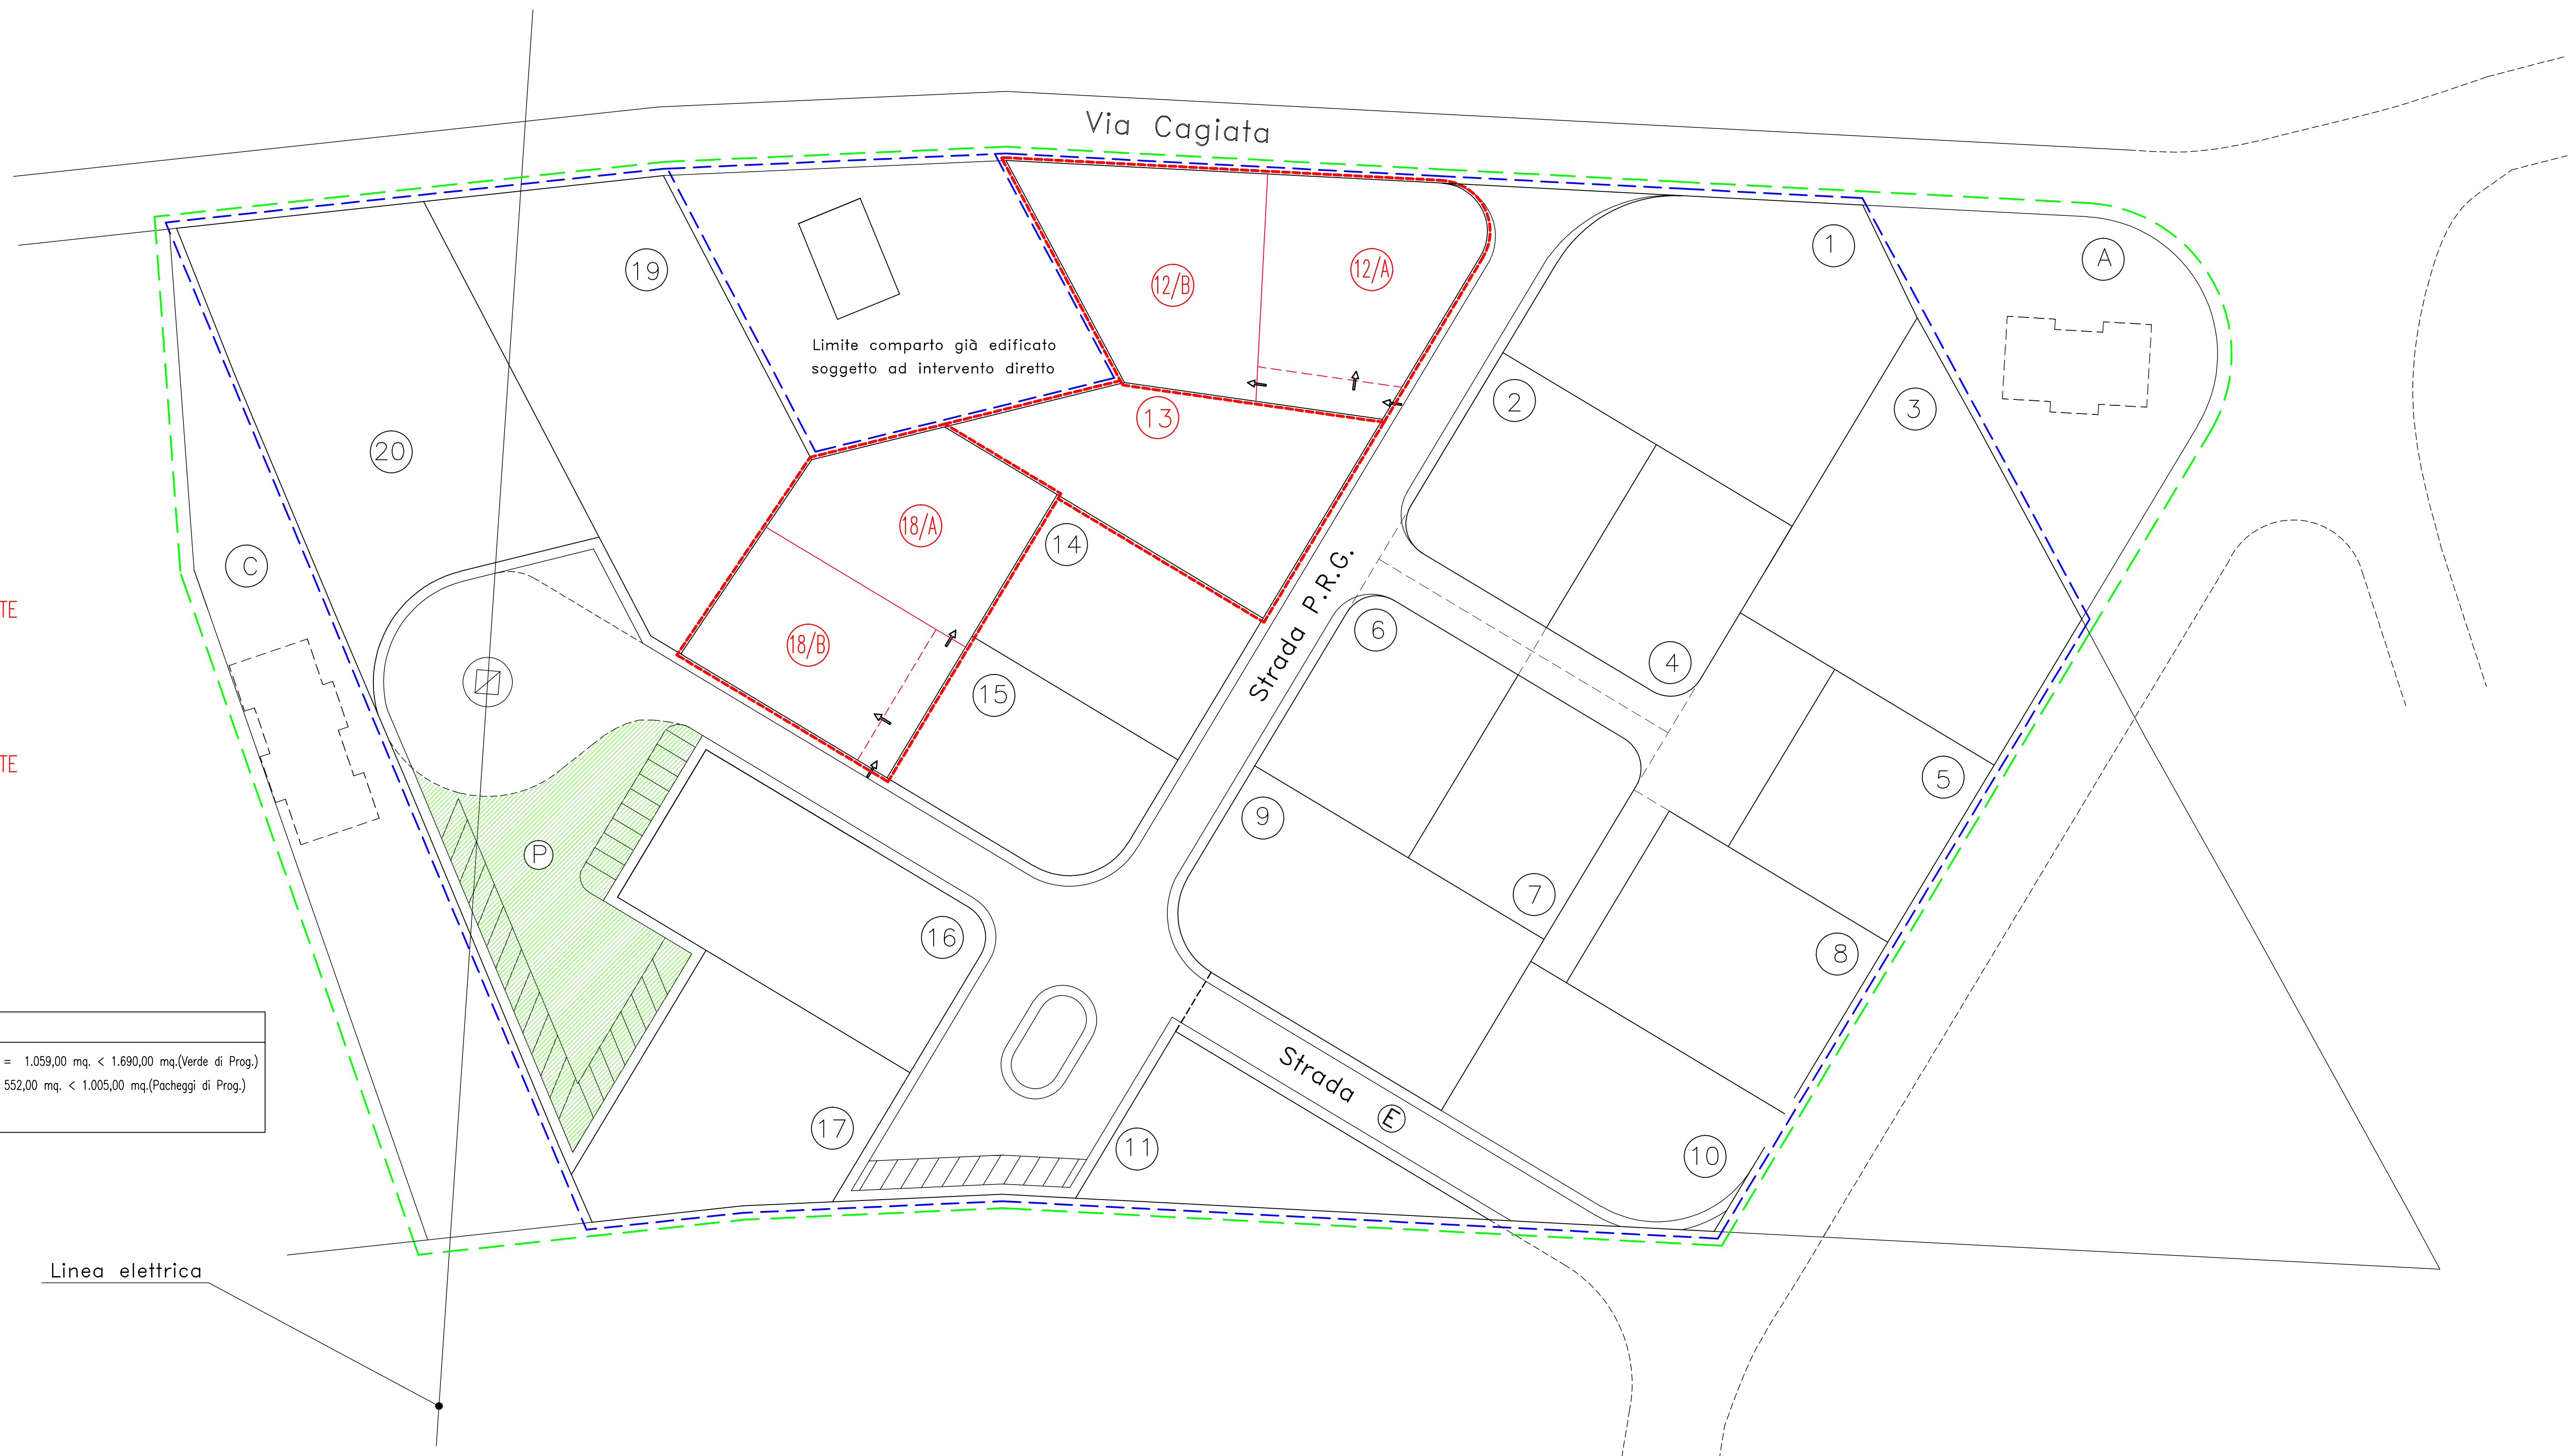 Via Cagiata
1
A
19
12/B
12/A
Limite comparto già edificato
soggetto ad intervento diretto
2
13
3
20
18/A
14
C
TE
Strada P.R.G.
6
18/B
4
15
TE
5
9
P
7
16
8
= 1.059,00 mq. < 1.690,00 mq.(Verde di Prog.)
552,00 mq. < 1.005,00 mq.(Pacheggi di Prog.)
Strada E
17
11
10
Linea elettrica